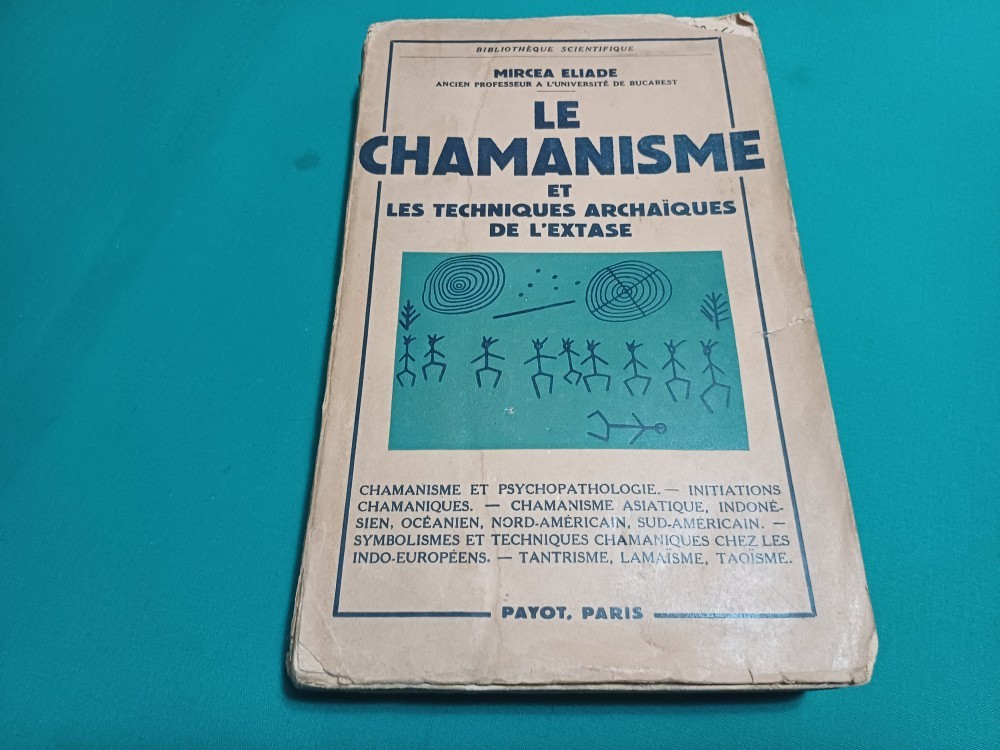 BIBLIOTHÈQUE SCIENTIFIQUE
MIRCEA ELIADE
ANCIEN PROFESSEUR A L'UNIVERSITÉ DE BUCAREST
LE
CHAMANISME
ET
LES TECHNIQUES ARCHAÏQUES
DE L'EXTASE
CHAMANISME ET PSYCHOPATHOLOGIE. — INITIATIONS
CHAMANIQUES. — CHAMANISME ASIATIQUE, INDONÉ-
SIEN, OCÉANIEN, NORD-AMÉRICAIN, SUD-AMÉRICAIN. —
SYMBOLISMES ET TECHNIQUES CHAMANIQUES CHEZ LES
INDO-EUROPÉENS. — TANTRISME, LAMAÏSME, TAOÏSME.
PAYOT, PARIS